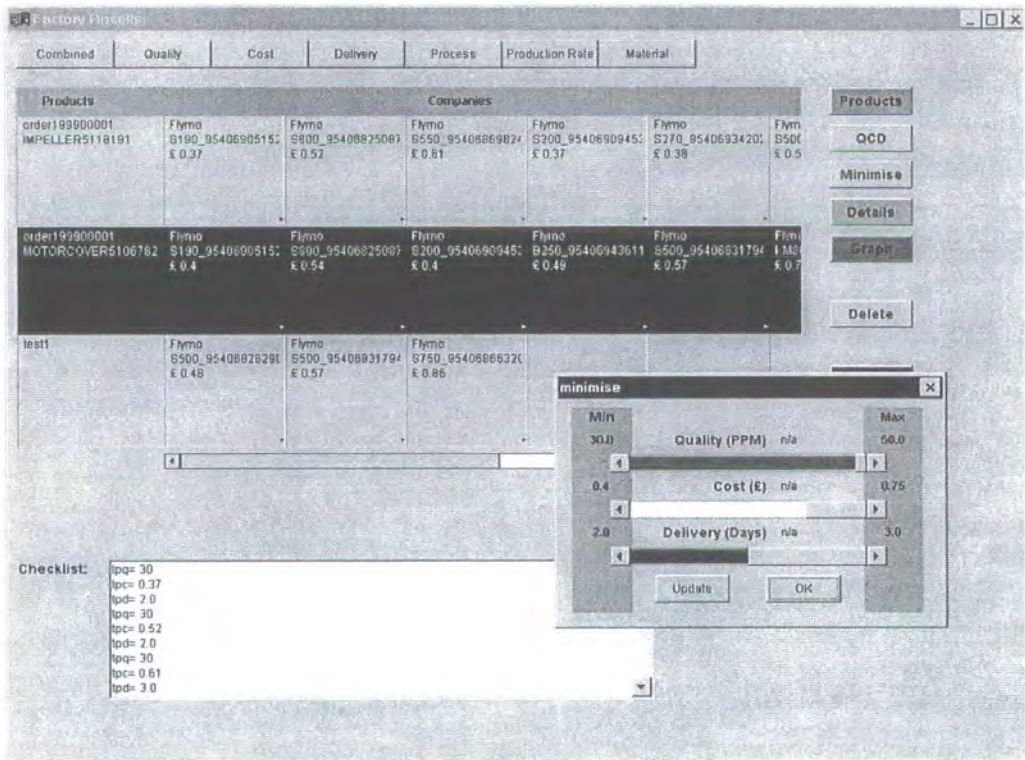 Factory
Combined Quality Cost Delivery Process Production Rate Material
Products Companies
order199900001 Flymo Flymo Flymo Flymo Flymo Flym
IMPELLER5118191
£ 0.37 £ 0.52 £ 0.61 £ 0.37 £ 0.38 £ 0.5
order199900001 Flymo Flymo Flymo Flymo Flymo
MOTORCOVER5106782
£ 0.4 £ 0.54 £ 0.4 £ 0.49 £ 0.57 £ 0.7
test1 Flymo Flymo Flymo
£ 0.48 £ 0.57 £ 0.86
Products
QCD
Minimise
Details
Graph
Delete
minimise
Min Max
30.0 Quality (PPM) n/a 50.0
0.4 Cost (£) n/a 0.75
2.0 Delivery (Days) n/a 3.0
Update OK
Checklist:
tpq= 30
tpc= 0.37
tpd= 2.0
tpq= 30
tpc= 0.52
tpd= 2.0
tpq= 30
tpc= 0.61
tpd= 3.0